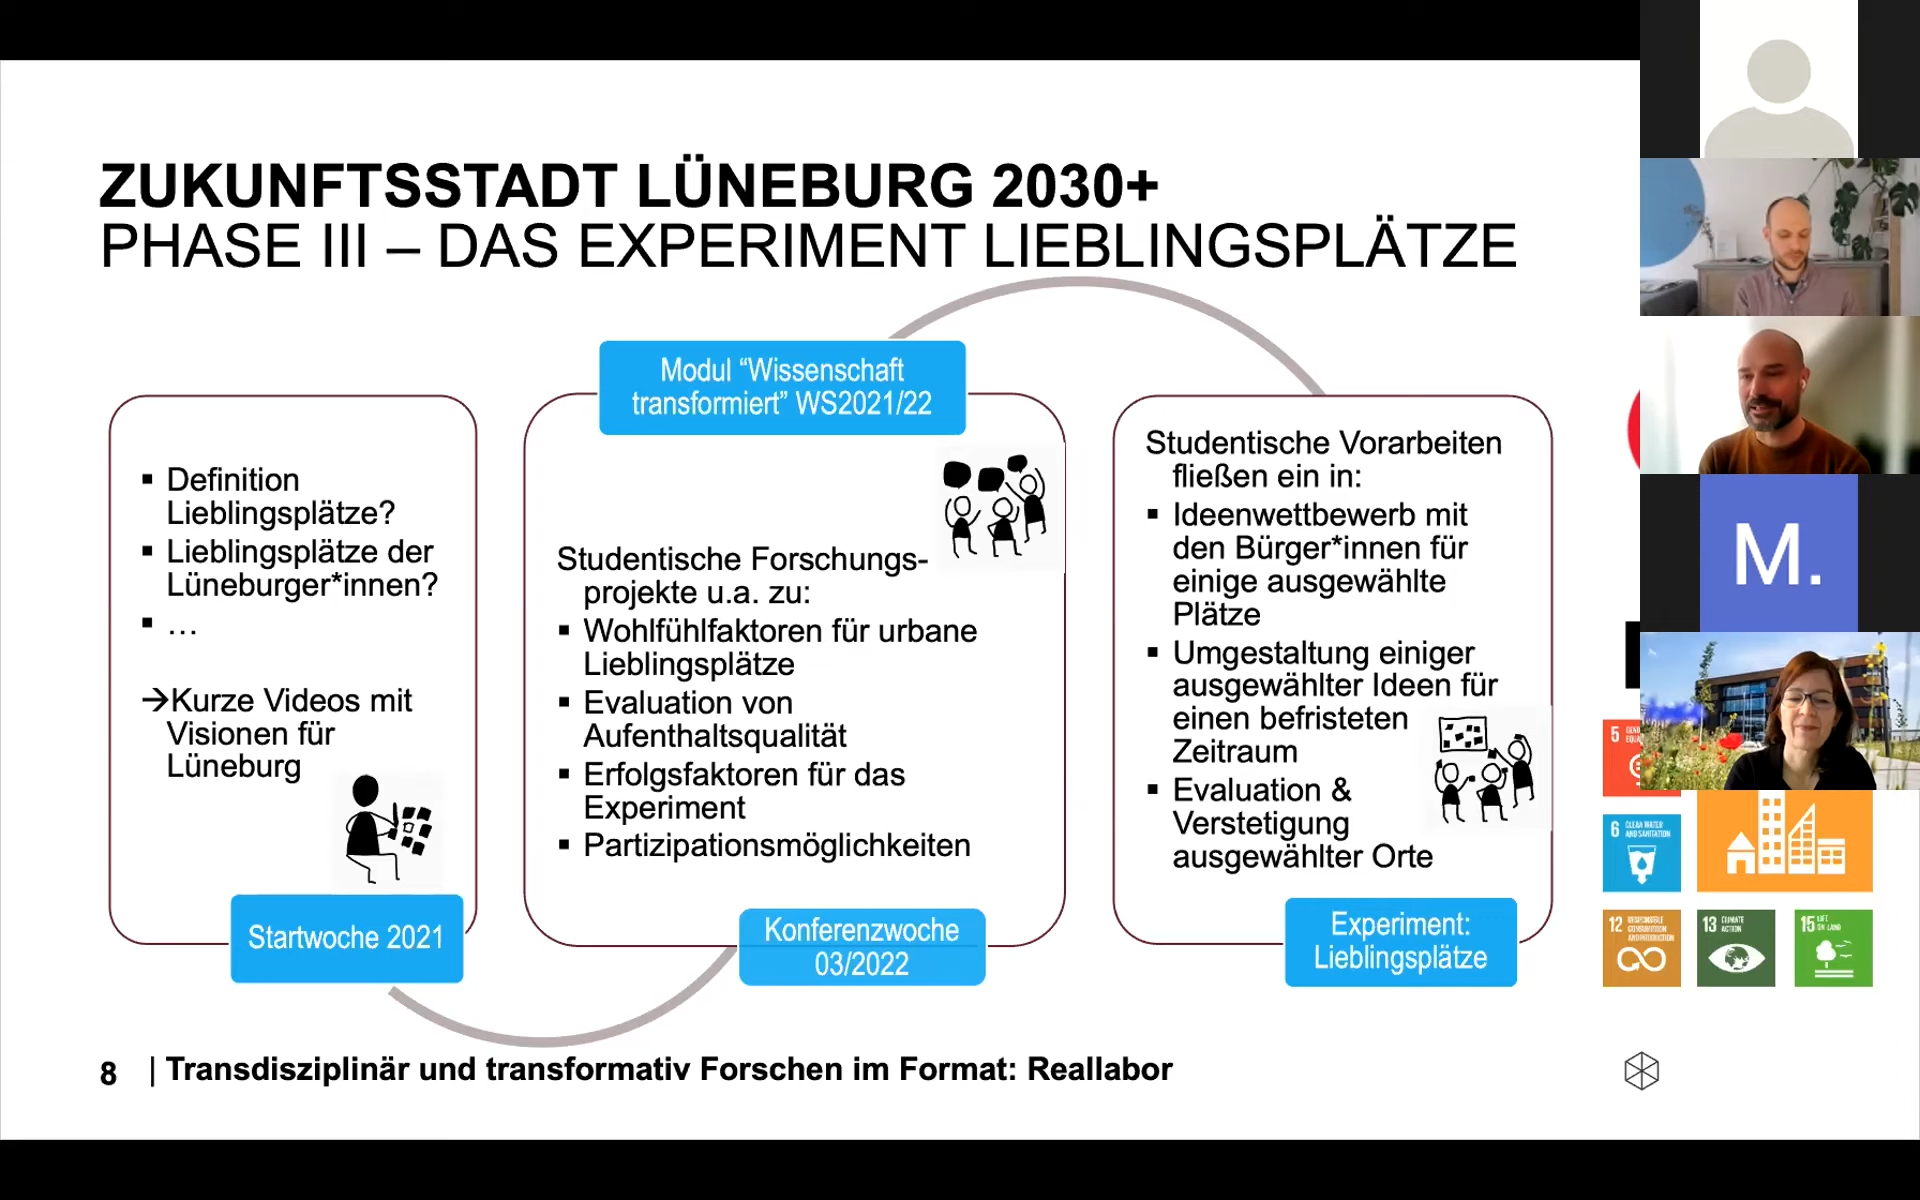 ZUKUNFTSSTADT LÜNEBURG 2030+
PHASE III – DAS EXPERIMENT LIEBLINGSPLÄTZE
▪ Definition
Lieblingsplätze?
▪ Lieblingsplätze der
Lüneburger*innen?
▪ …
→Kurze Videos mit
Visionen für
Lüneburg
Startwoche 2021
Modul “Wissenschaft
transformiert” WS2021/22
Studentische Forschungs-
projekte u.a. zu:
▪ Wohlfühlfaktoren für urbane
Lieblingsplätze
▪ Evaluation von
Aufenthaltsqualität
▪ Erfolgsfaktoren für das
Experiment
▪ Partizipationsmöglichkeiten
Konferenzwoche
03/2022
Studentische Vorarbeiten
fließen ein in:
▪ Ideenwettbewerb mit
den Bürger*innen für
einige ausgewählte
Plätze
▪ Umgestaltung einiger
ausgewählter Ideen für
einen befristeten
Zeitraum
▪ Evaluation &
Verstetigung
ausgewählter Orte
Experiment:
Lieblingsplätze
M.
5
6 CLEAN WATER
AND SANITATION
12 RESPONSIBLE
CONSUMPTION
AND PRODUCTION
13 CLIMATE
ACTION
15 LIFE
ON LAND
8 | Transdisziplinär und transformativ Forschen im Format: Reallabor